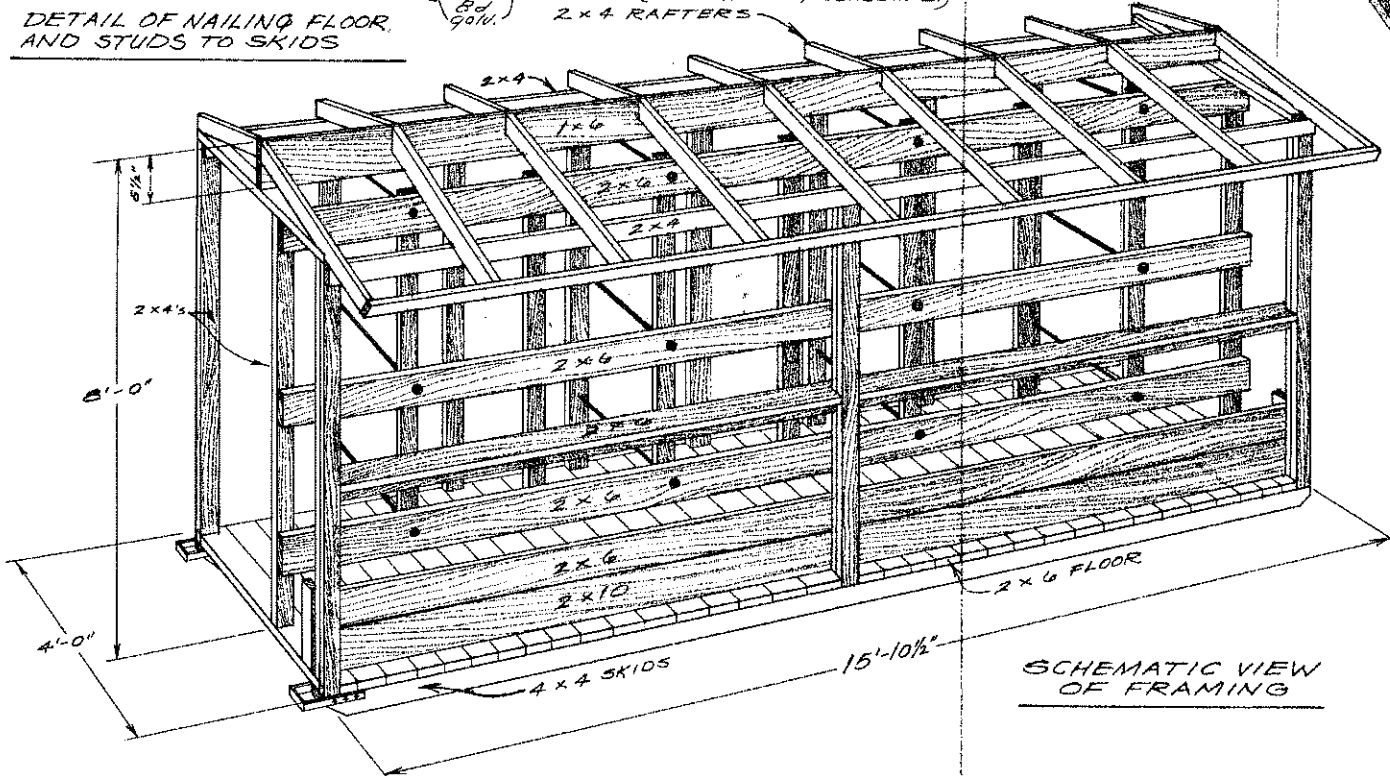 DETAIL OF NAILING FLOOR
AND STUDS TO SKIDS
8d
galv.
2 x 4 RAFTERS
2 x 4
1 x 6
5½"
2 x 6
2 x 4
2 x 4's
8'-0"
2 x 6
2 x 6
2 x 6
2 x 10
2 x 6 FLOOR
4'-0"
4 x 4 SKIDS
15'-10½"
SCHEMATIC VIEW
OF FRAMING